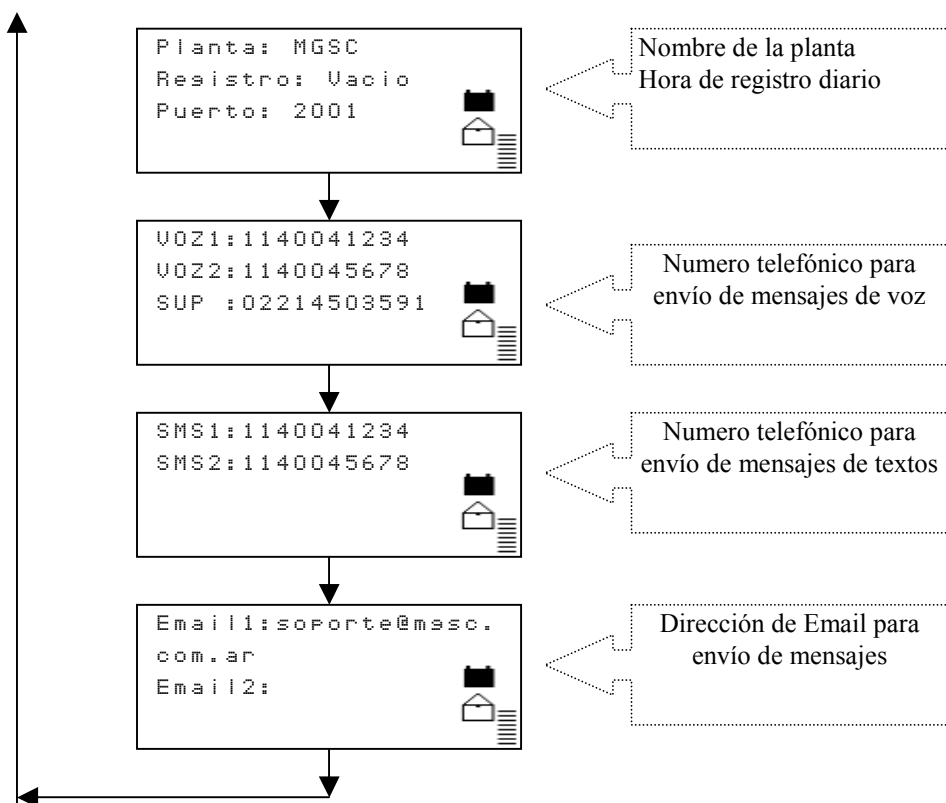 Planta: MGSC
Registro: Vacio
Puerto: 2001
Nombre de la planta
Hora de registro diario
VOZ1:1140041234
VOZ2:1140045678
SUP :02214503591
Numero telefónico para
envío de mensajes de voz
SMS1:1140041234
SMS2:1140045678
Numero telefónico para
envío de mensajes de textos
Email1:soporte@mgsc.
com.ar
Email2:
Dirección de Email para
envío de mensajes